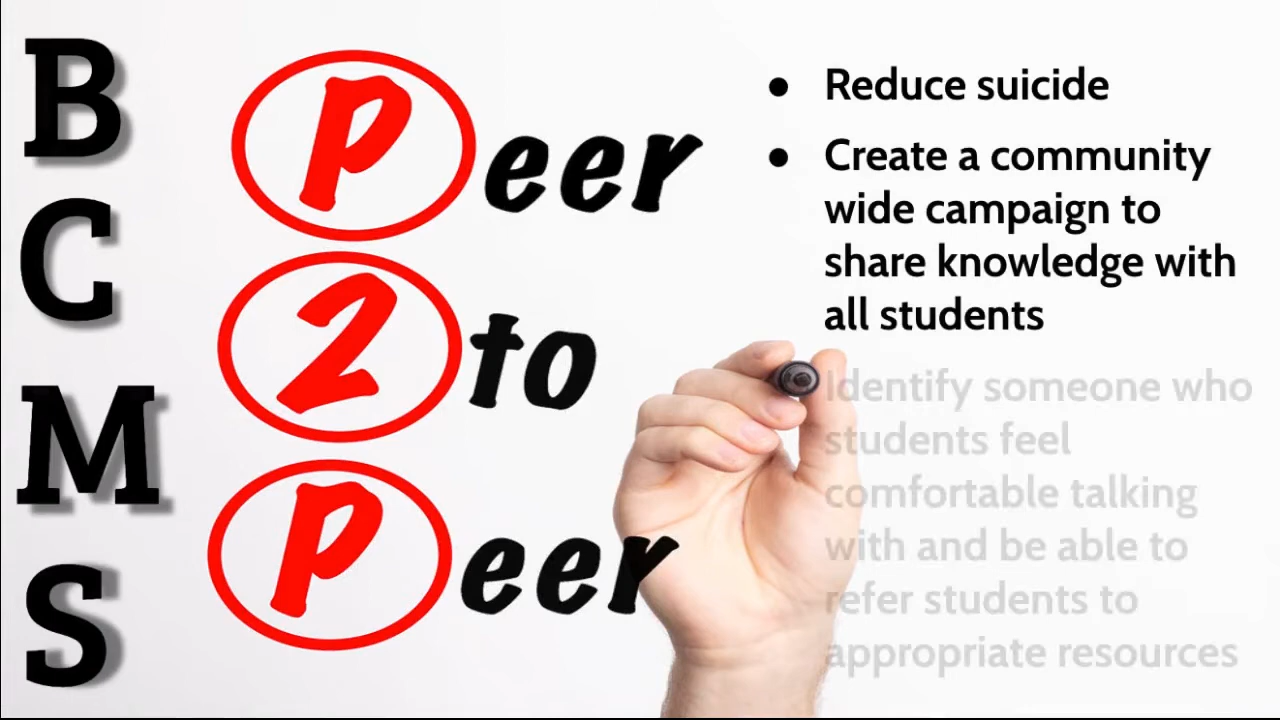 B
C
M
S
Peer
2 to
Peer
● Reduce suicide
● Create a community
wide campaign to
share knowledge with
all students
Identify someone who
students feel
comfortable talking
with and be able to
refer students to
appropriate resources